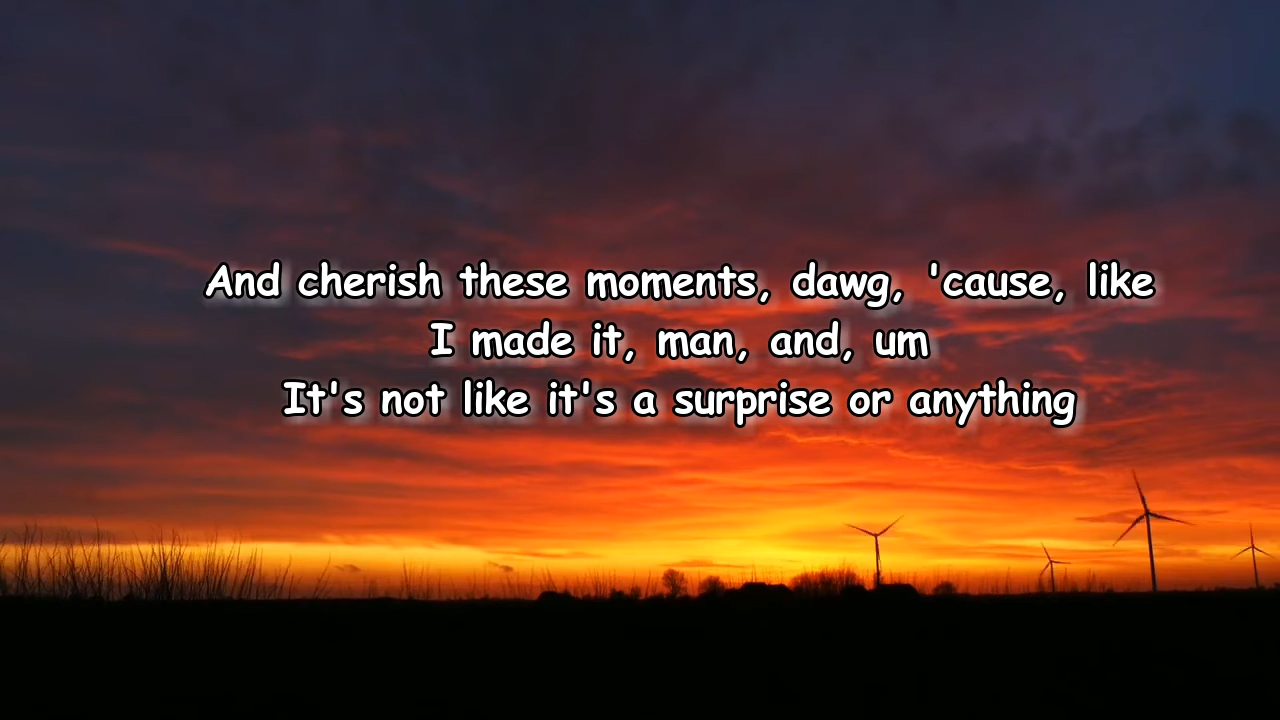 And cherish these moments, dawg, 'cause, like
I made it, man, and, um
It's not like it's a surprise or anything